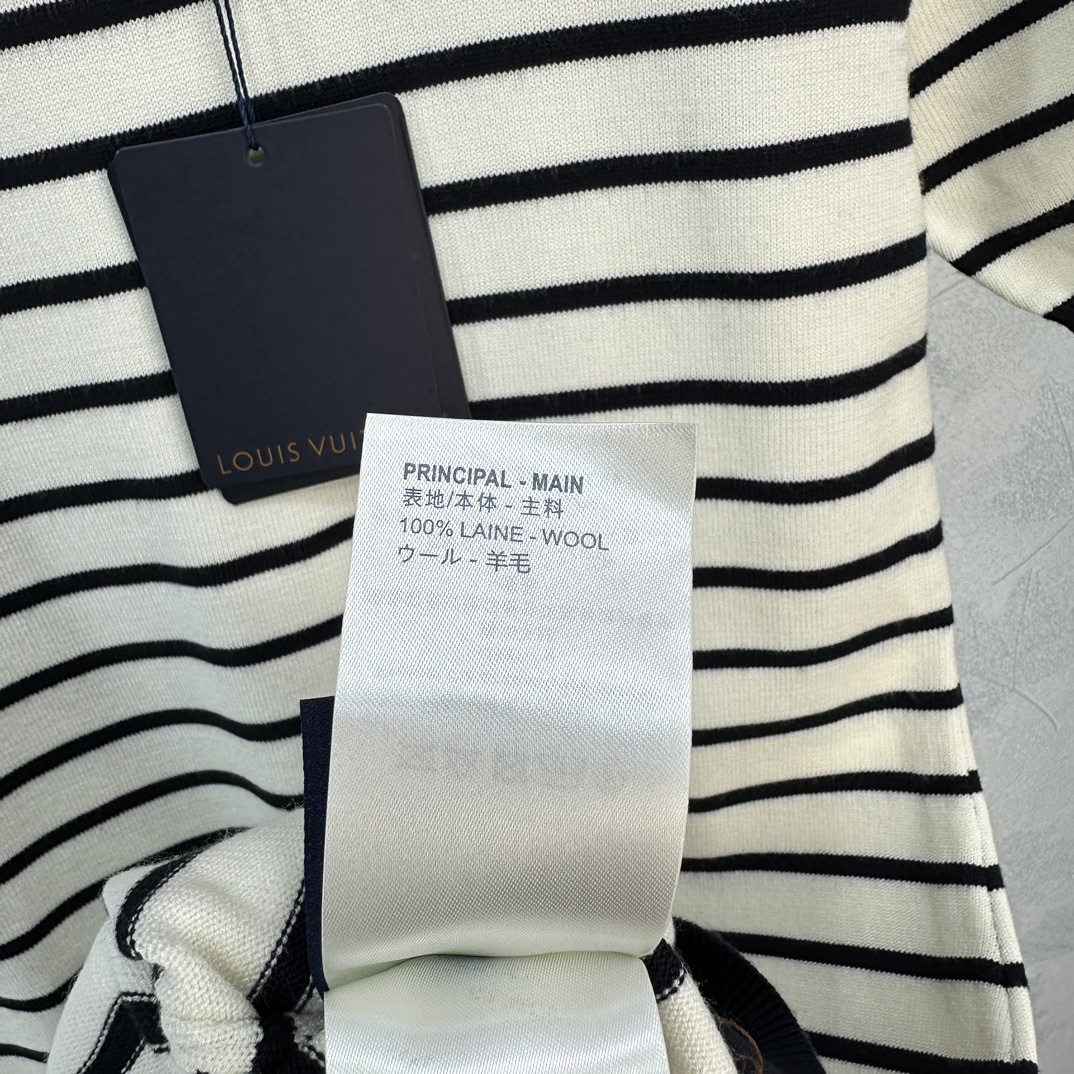 LOUIS VUIT
PRINCIPAL - MAIN
表地/本体 - 主料
100% LAINE - WOOL
ウール - 羊毛